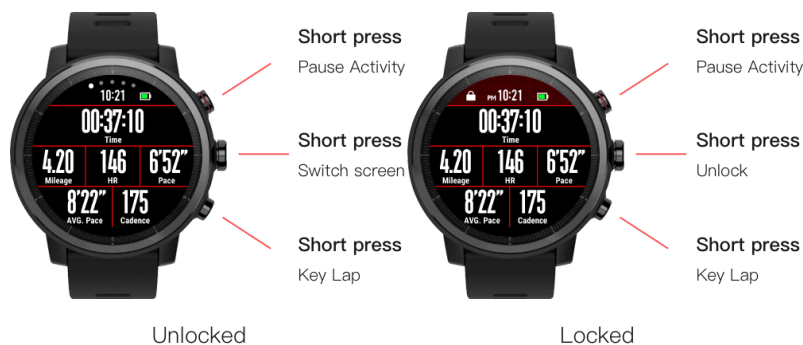 Short press
Pause Activity
10:21
00:37:10
Time
4.20 146 6'52"
Mileage HR Pace
8'22" 175
AVG. Pace Cadence
Short press
Switch screen
Short press
Key Lap
Unlocked
Short press
Pause Activity
PM 10:21
00:37:10
Time
4.20 146 6'52"
Mileage HR Pace
8'22" 175
AVG. Pace Cadence
Short press
Unlock
Short press
Key Lap
Locked